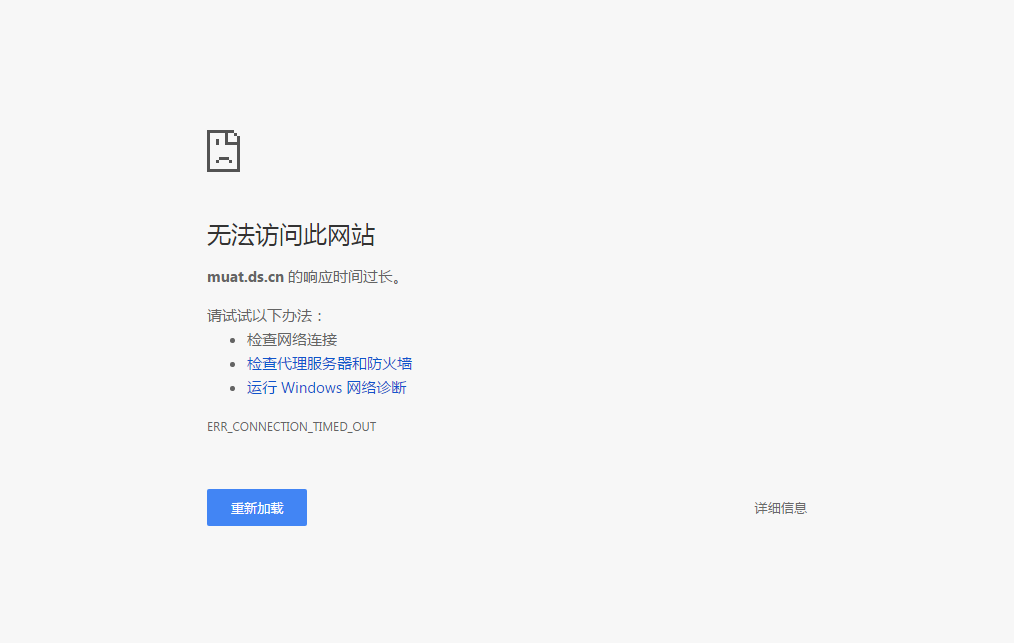 无法访问此网站
muat.ds.cn 的响应时间过长。
请试试以下办法：
检查网络连接
检查代理服务器和防火墙
运行 Windows 网络诊断
ERR_CONNECTION_TIMED_OUT
重新加载
详细信息